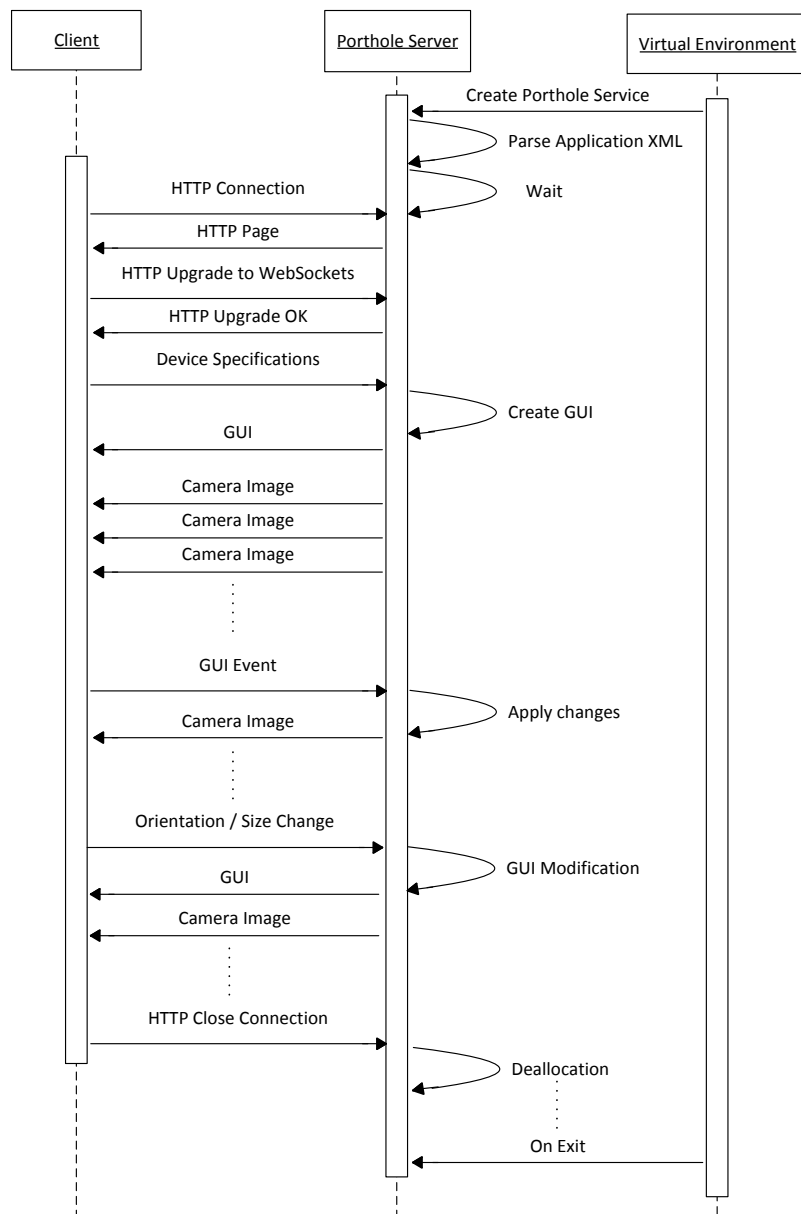 Client
Porthole Server
Virtual Environment
Create Porthole Service
Parse Application XML
HTTP Connection
Wait
HTTP Page
HTTP Upgrade to WebSockets
HTTP Upgrade OK
Device Specifications
Create GUI
GUI
Camera Image
Camera Image
Camera Image
GUI Event
Apply changes
Camera Image
Orientation / Size Change
GUI Modification
GUI
Camera Image
HTTP Close Connection
Deallocation
On Exit